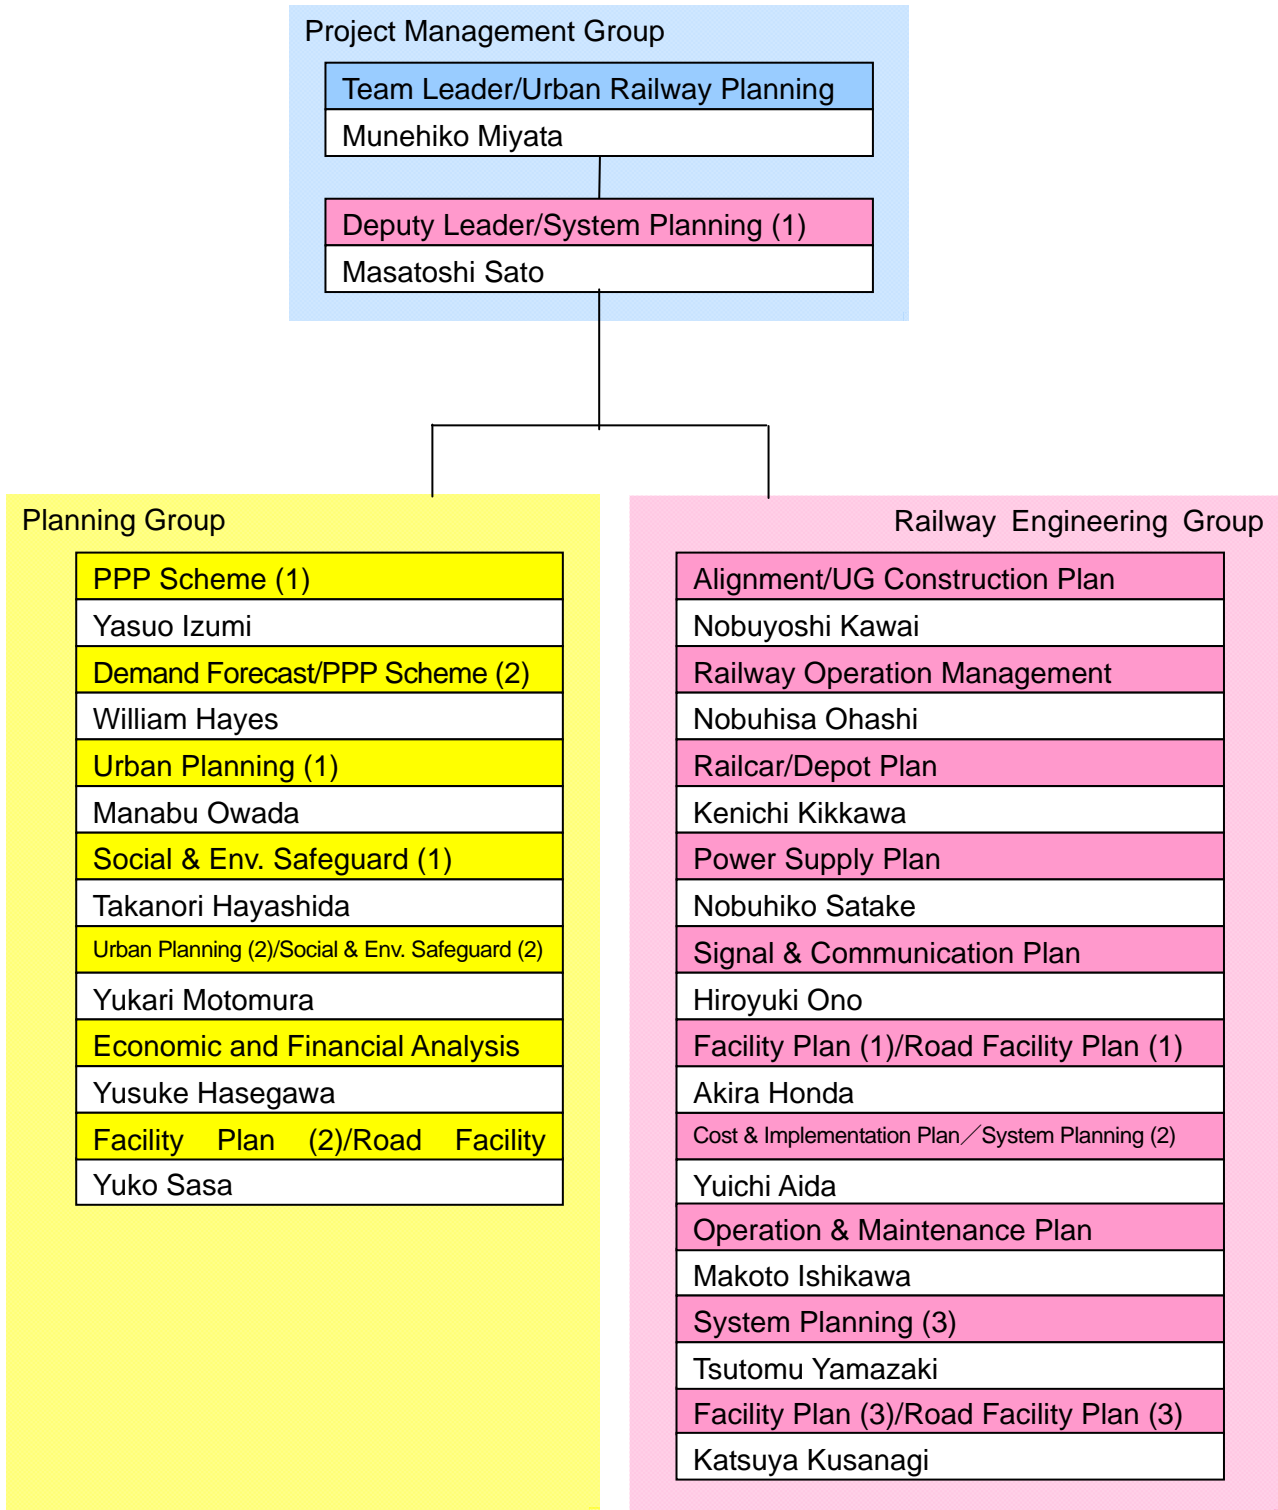 Project Management Group
Team Leader/Urban Railway Planning
Munehiko Miyata
Deputy Leader/System Planning (1)
Masatoshi Sato
Planning Group
PPP Scheme (1)
Yasuo Izumi
Demand Forecast/PPP Scheme (2)
William Hayes
Urban Planning (1)
Manabu Owada
Social & Env. Safeguard (1)
Takanori Hayashida
Urban Planning (2)/Social & Env. Safeguard (2)
Yukari Motomura
Economic and Financial Analysis
Yusuke Hasegawa
Facility Plan (2)/Road Facility
Yuko Sasa
Railway Engineering Group
Alignment/UG Construction Plan
Nobuyoshi Kawai
Railway Operation Management
Nobuhisa Ohashi
Railcar/Depot Plan
Kenichi Kikkawa
Power Supply Plan
Nobuhiko Satake
Signal & Communication Plan
Hiroyuki Ono
Facility Plan (1)/Road Facility Plan (1)
Akira Honda
Cost & Implementation Plan／System Planning (2)
Yuichi Aida
Operation & Maintenance Plan
Makoto Ishikawa
System Planning (3)
Tsutomu Yamazaki
Facility Plan (3)/Road Facility Plan (3)
Katsuya Kusanagi